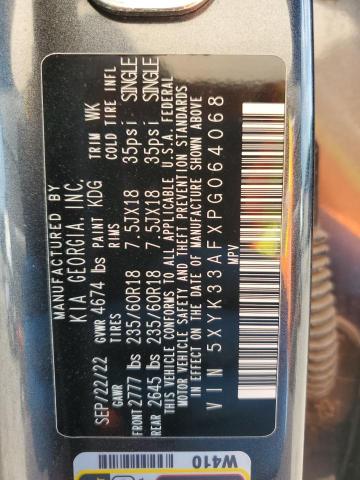 MANUFACTURED BY
KIA GEORGIA, INC.
SEP/22/22 GVWR 4674 lbs PAINT KDG TRIM WK
GAWR TIRES RIMS COLD TIRE INFL
FRONT 2777 lbs 235/60R18 7.5JX18 35psi SINGLE
REAR 2645 lbs 235/60R18 7.5JX18 35psi SINGLE
THIS VEHICLE CONFORMS TO ALL APPLICABLE U.S.A. FEDERAL
MOTOR VEHICLE SAFETY AND THEFT PREVENTION STANDARDS
IN EFFECT ON THE DATE OF MANUFACTURE SHOWN ABOVE
VIN 5XYK33AFXPG064068
MPV
W410